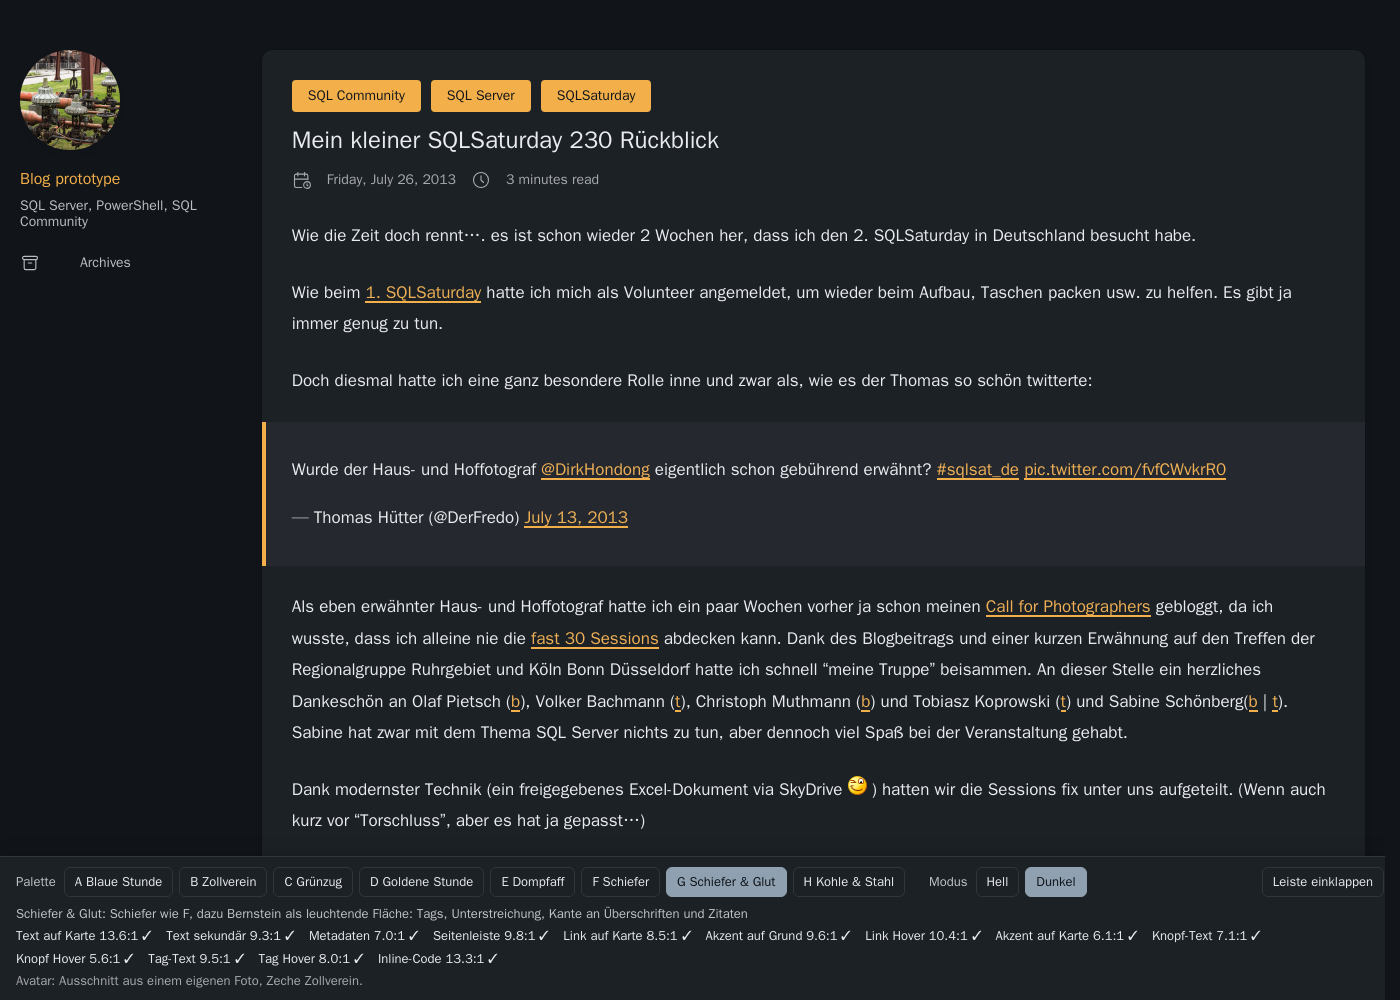 SQL Community SQL Server SQLSaturday
Mein kleiner SQLSaturday 230 Rückblick
Friday, July 26, 2013 3 minutes read
Blog prototype
SQL Server, PowerShell, SQL
Community
Archives
Wie die Zeit doch rennt…. es ist schon wieder 2 Wochen her, dass ich den 2. SQLSaturday in Deutschland besucht habe.
Wie beim 1. SQLSaturday hatte ich mich als Volunteer angemeldet, um wieder beim Aufbau, Taschen packen usw. zu helfen. Es gibt ja
immer genug zu tun.
Doch diesmal hatte ich eine ganz besondere Rolle inne und zwar als, wie es der Thomas so schön twitterte:
Wurde der Haus- und Hoffotograf @DirkHondong eigentlich schon gebührend erwähnt? #sqlsat_de pic.twitter.com/fvfCWvkrR0
— Thomas Hütter (@DerFredo) July 13, 2013
Als eben erwähnter Haus- und Hoffotograf hatte ich ein paar Wochen vorher ja schon meinen Call for Photographers gebloggt, da ich
wusste, dass ich alleine nie die fast 30 Sessions abdecken kann. Dank des Blogbeitrags und einer kurzen Erwähnung auf den Treffen der
Regionalgruppe Ruhrgebiet und Köln Bonn Düsseldorf hatte ich schnell “meine Truppe” beisammen. An dieser Stelle ein herzliches
Dankeschön an Olaf Pietsch (b), Volker Bachmann (t), Christoph Muthmann (b) und Tobiasz Koprowski (t) und Sabine Schönberg(b | t).
Sabine hat zwar mit dem Thema SQL Server nichts zu tun, aber dennoch viel Spaß bei der Veranstaltung gehabt.
Dank modernster Technik (ein freigegebenes Excel-Dokument via SkyDrive 😉 ) hatten wir die Sessions fix unter uns aufgeteilt. (Wenn auch
kurz vor “Torschluss”, aber es hat ja gepasst…)
Palette A Blaue Stunde B Zollverein C Grünzug D Goldene Stunde E Dompfaff F Schiefer G Schiefer & Glut H Kohle & Stahl Modus Hell Dunkel Leiste einklappen
Schiefer & Glut: Schiefer wie F, dazu Bernstein als leuchtende Fläche: Tags, Unterstreichung, Kante an Überschriften und Zitaten
Text auf Karte 13.6:1 ✓ Text sekundär 9.3:1 ✓ Metadaten 7.0:1 ✓ Seitenleiste 9.8:1 ✓ Link auf Karte 8.5:1 ✓ Akzent auf Grund 9.6:1 ✓ Link Hover 10.4:1 ✓ Akzent auf Karte 6.1:1 ✓ Knopf-Text 7.1:1 ✓
Knopf Hover 5.6:1 ✓ Tag-Text 9.5:1 ✓ Tag Hover 8.0:1 ✓ Inline-Code 13.3:1 ✓
Avatar: Ausschnitt aus einem eigenen Foto, Zeche Zollverein.